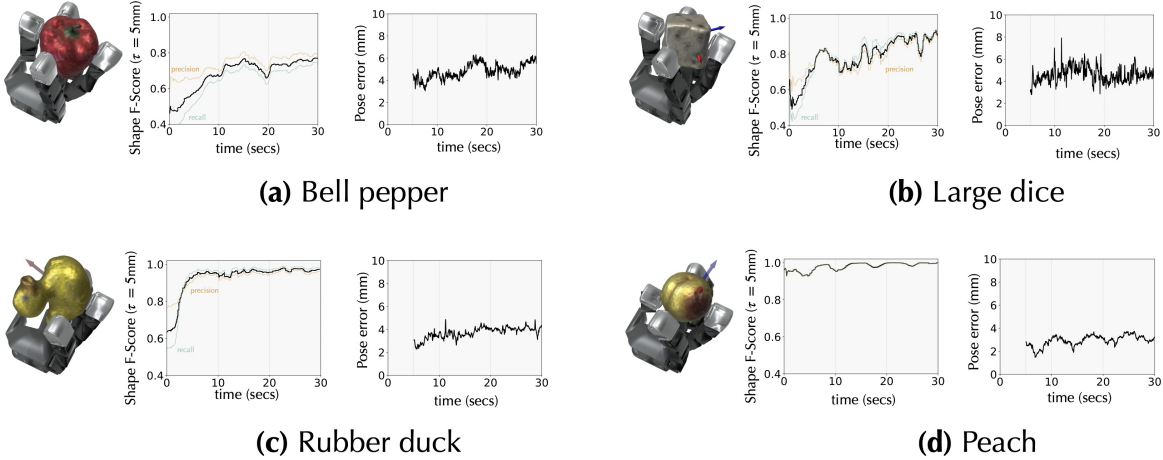 Shape F-Score (τ = 5mm)
1.0
0.8
0.6
0.4
precision
recall
0 10 20 30
time (secs)
Pose error (mm)
10
8
6
4
2
0
0 10 20 30
time (secs)
(a) Bell pepper
Shape F-Score (τ = 5mm)
1.0
0.8
0.6
0.4
precision
recall
0 10 20 30
time (secs)
Pose error (mm)
10
8
6
4
2
0
0 10 20 30
time (secs)
(b) Large dice
Shape F-Score (τ = 5mm)
1.0
0.8
0.6
0.4
precision
recall
0 10 20 30
time (secs)
Pose error (mm)
10
8
6
4
2
0
0 10 20 30
time (secs)
(c) Rubber duck
Shape F-Score (τ = 5mm)
1.0
0.8
0.6
0.4
0 10 20 30
time (secs)
Pose error (mm)
10
8
6
4
2
0
0 10 20 30
time (secs)
(d) Peach